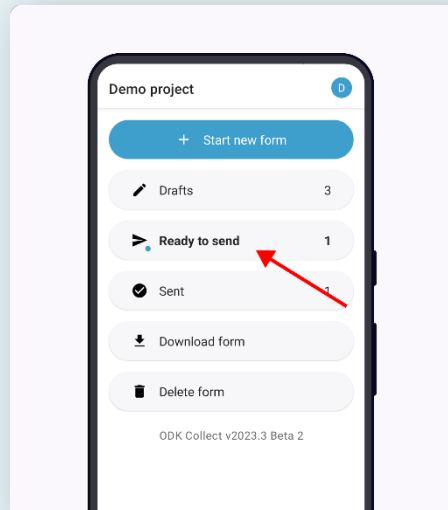 Demo project
D
+ Start new form
Drafts 3
Ready to send 1
Sent 1
Download form
Delete form
ODK Collect v2023.3 Beta 2